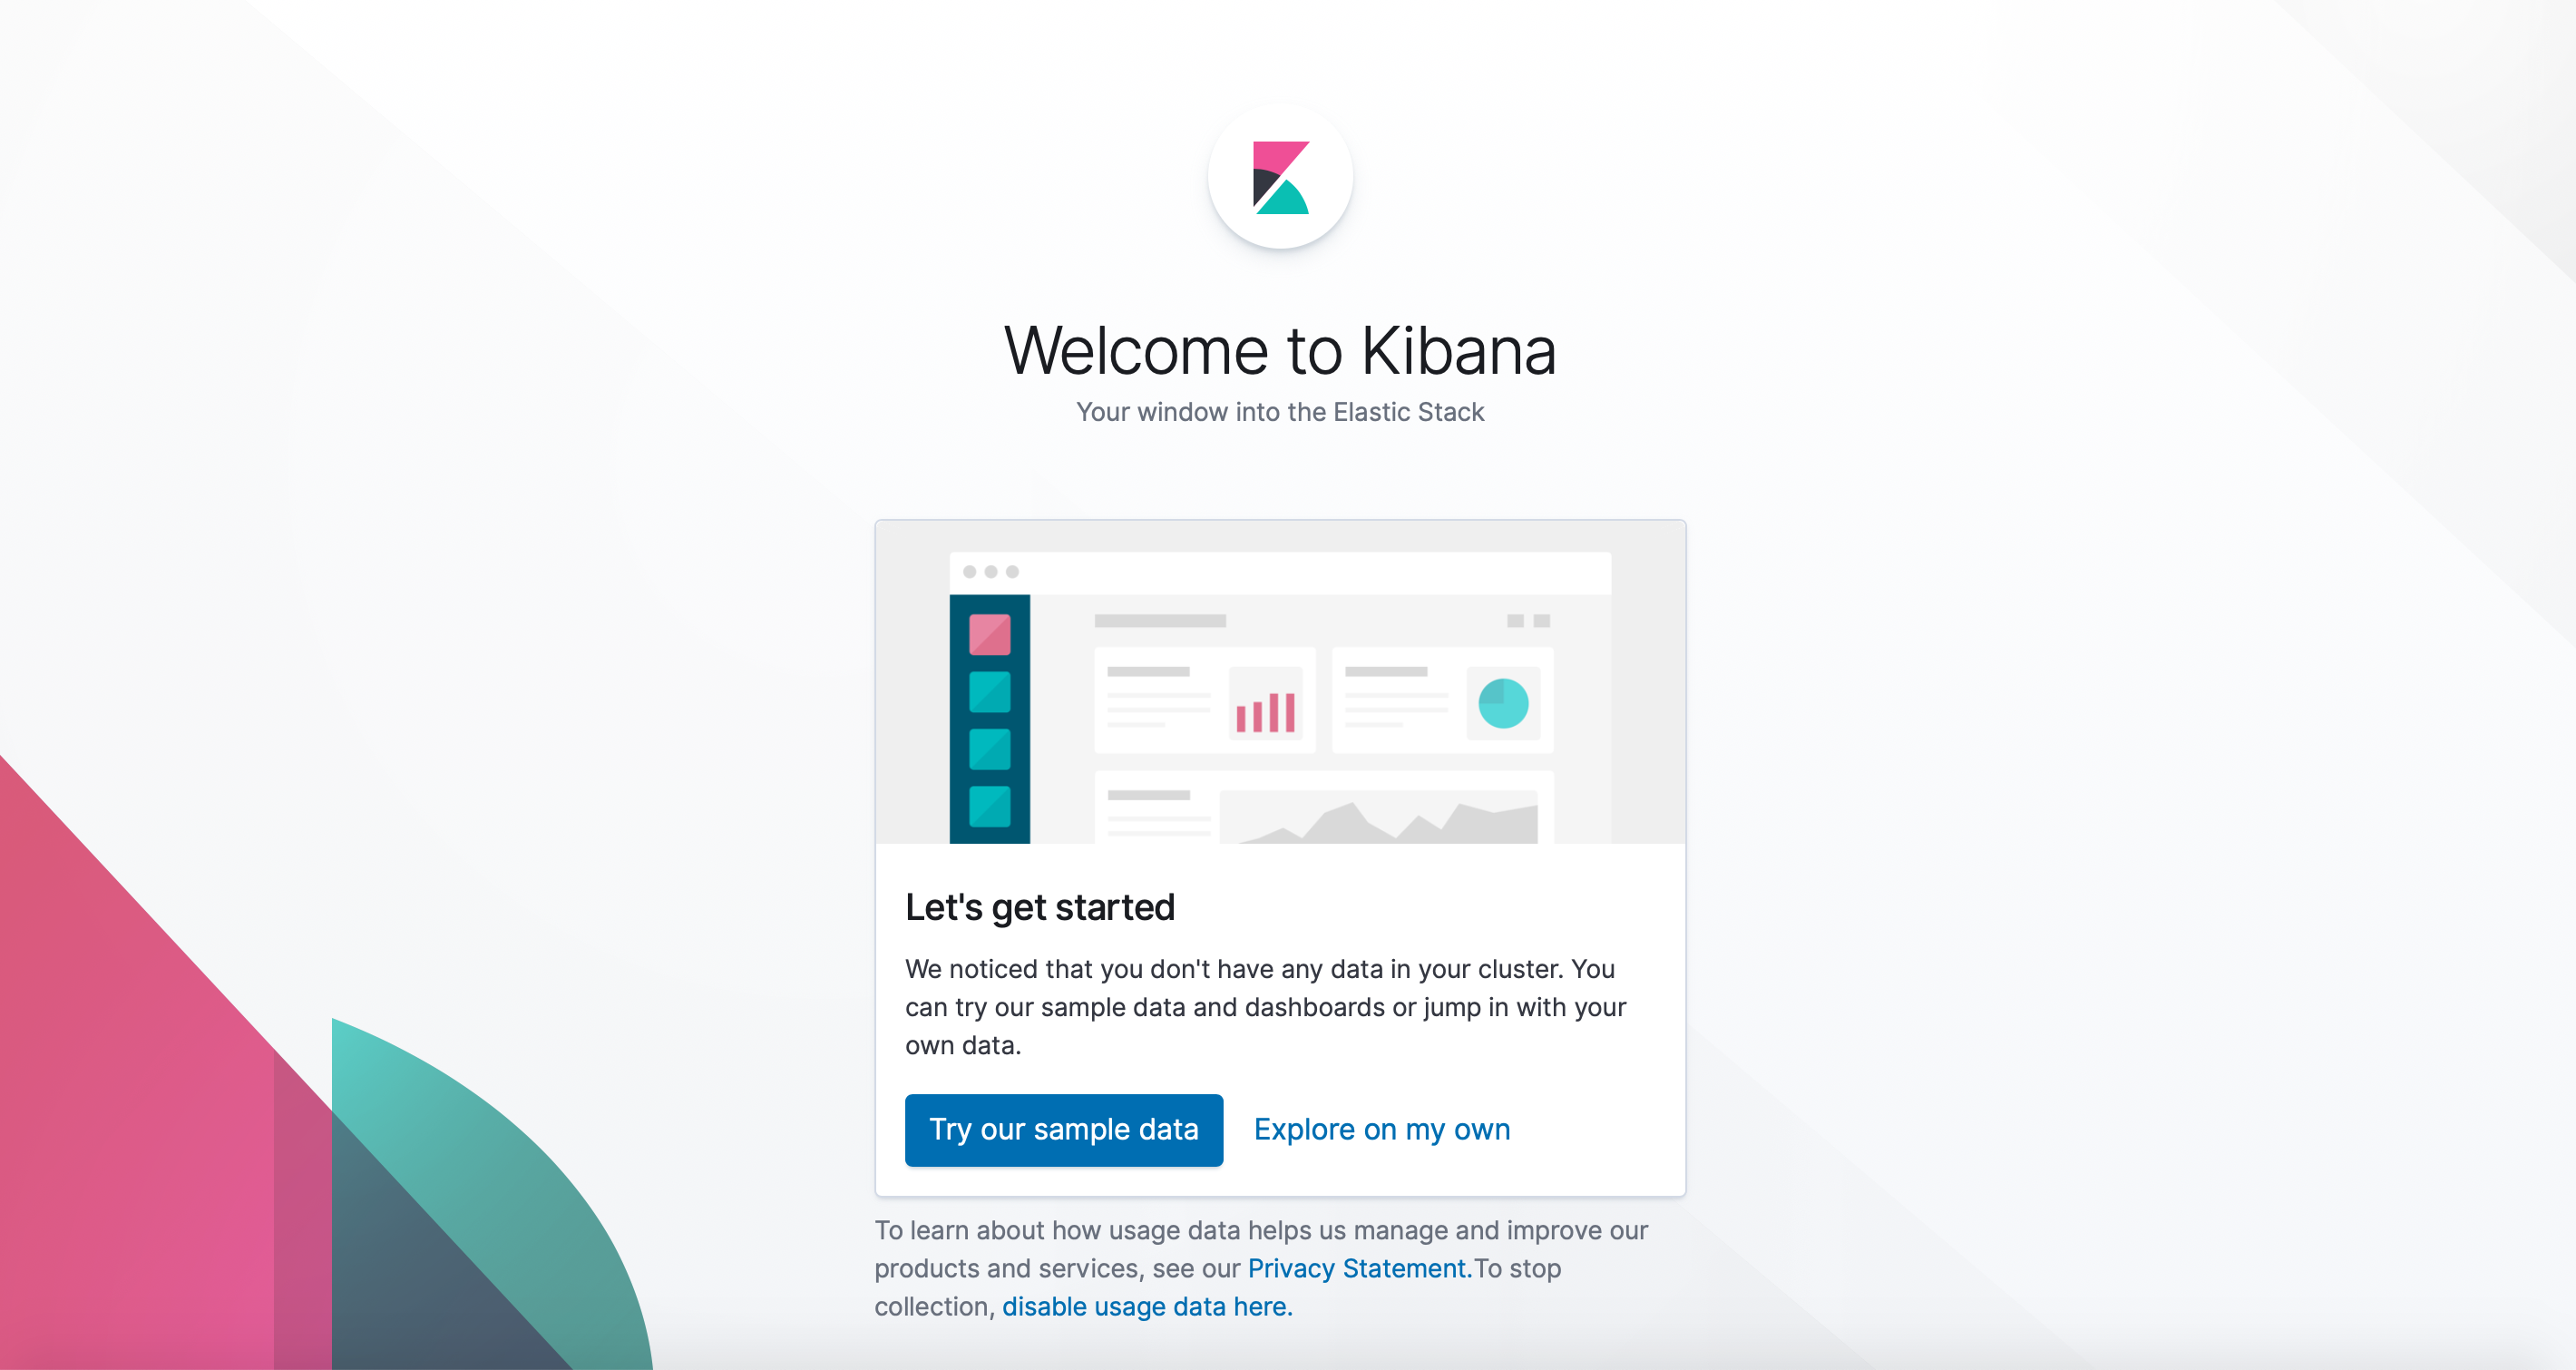 Welcome to Kibana
Your window into the Elastic Stack
Let's get started
We noticed that you don't have any data in your cluster. You
can try our sample data and dashboards or jump in with your
own data.
Try our sample data
Explore on my own
To learn about how usage data helps us manage and improve our
products and services, see our Privacy Statement.To stop
collection, disable usage data here.